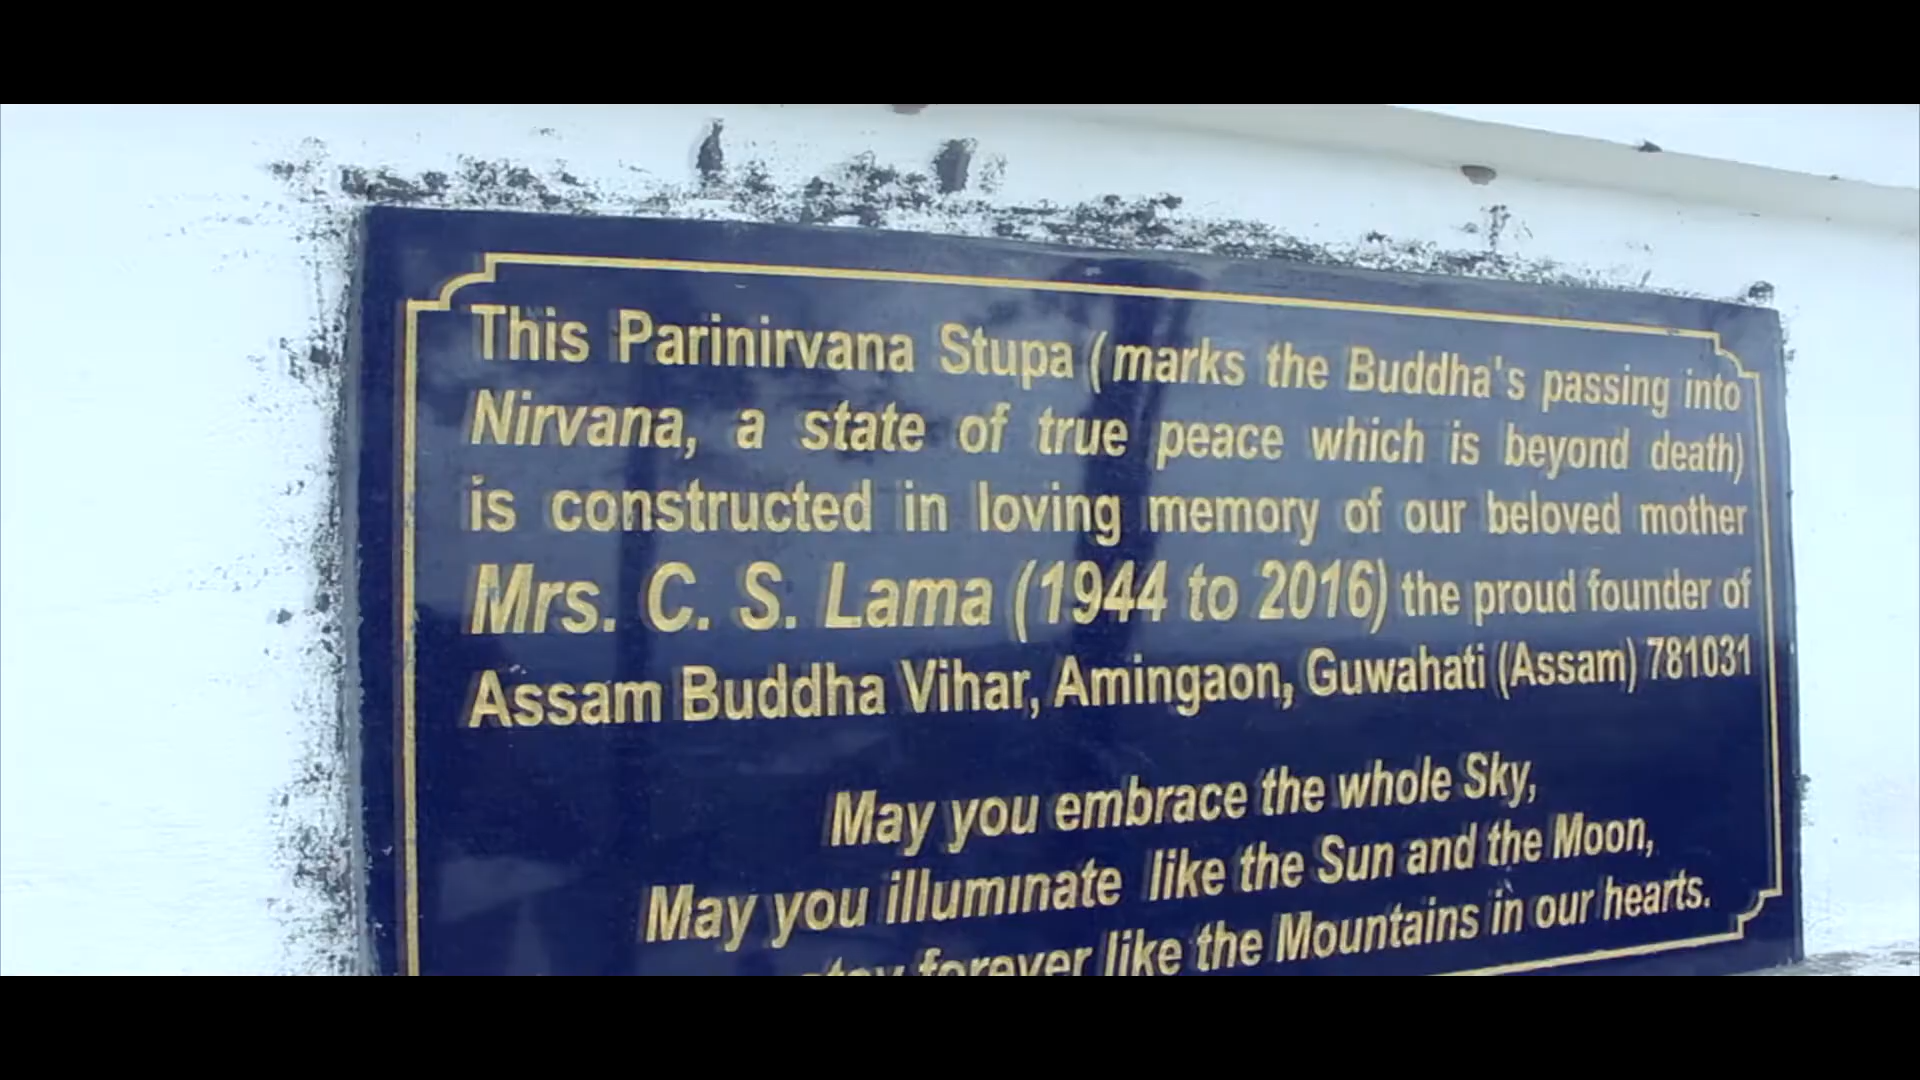 This Parinirvana Stupa (marks the Buddha's passing into
Nirvana, a state of true peace which is beyond death)
is constructed in loving memory of our beloved mother
Mrs. C. S. Lama (1944 to 2016) the proud founder of
Assam Buddha Vihar, Amingaon, Guwahati (Assam) 781031
May you embrace the whole Sky,
May you illuminate like the Sun and the Moon,
stay forever like the Mountains in our hearts.